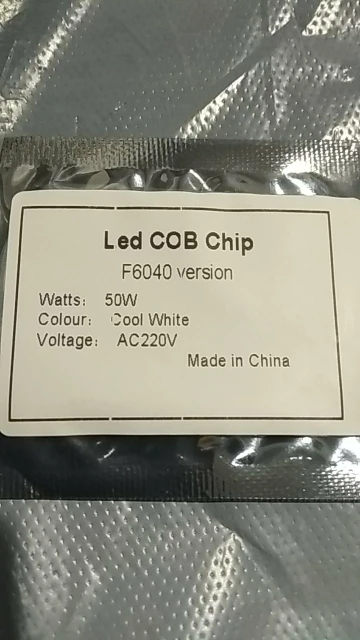 Led COB Chip
F6040 version
Watts: 50W
Colour: Cool White
Voltage: AC220V
Made in China